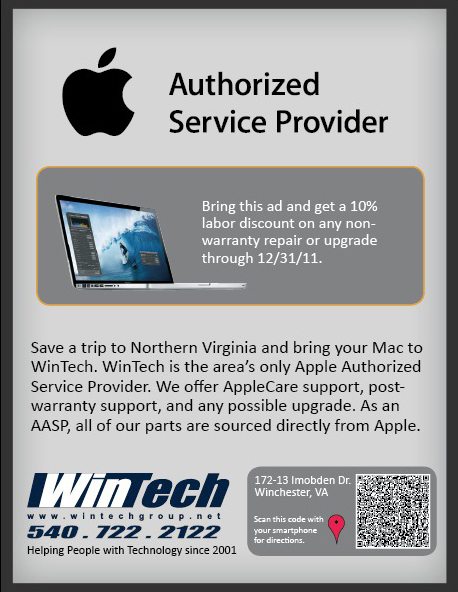 Authorized
Service Provider
Bring this ad and get a 10%
labor discount on any non-
warranty repair or upgrade
through 12/31/11.
Save a trip to Northern Virginia and bring your Mac to
WinTech. WinTech is the area's only Apple Authorized
Service Provider. We offer AppleCare support, post-
warranty support, and any possible upgrade. As an
AASP, all of our parts are sourced directly from Apple.
WinTech
www.wintechgroup.net
540.722.2122
Helping People with Technology since 2001
172-13 Imobden Dr.
Winchester, VA
Scan this code with
your smartphone
for directions.